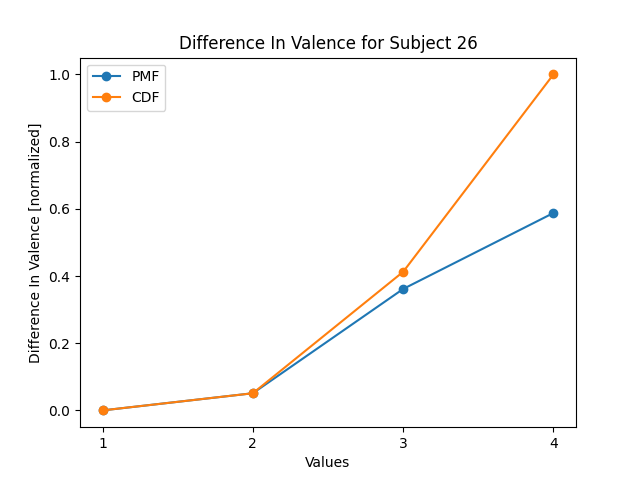 Difference In Valence for Subject 26
PMF
CDF
Difference In Valence [normalized]
1.0
0.8
0.6
0.4
0.2
0.0
1 2 3 4
Values